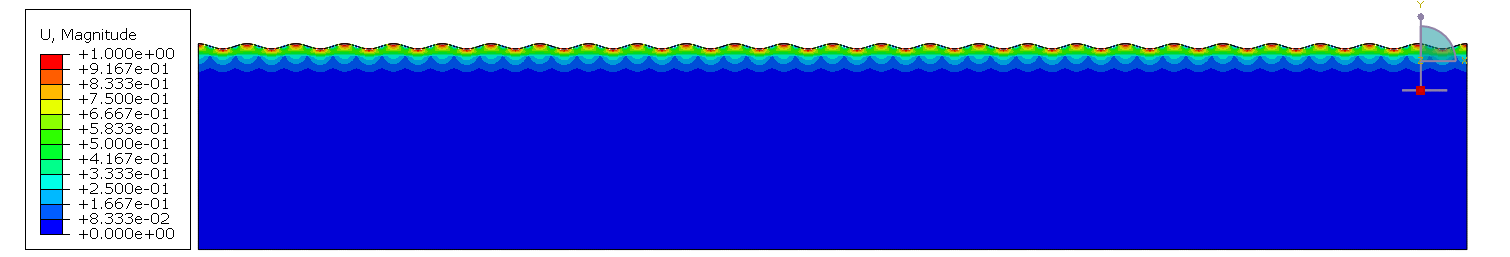 U, Magnitude
+1.000e+00
+9.167e-01
+8.333e-01
+7.500e-01
+6.667e-01
+5.833e-01
+5.000e-01
+4.167e-01
+3.333e-01
+2.500e-01
+1.667e-01
+8.333e-02
+0.000e+00
Y
X